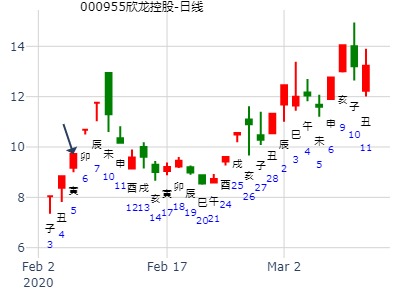 000955欣龙控股-日线
14
12
10
8
6
子
3
丑
4
寅
5
卯
6
辰
7
未
10
申
11
酉
12
戌
13
亥
14
寅
17
卯
18
辰
19
巳
20
午
21
酉
24
戌
25
亥
26
子
27
丑
28
辰
2
巳
3
午
4
未
5
申
6
亥
9
子
10
丑
11
Feb 2
2020
Feb 17
Mar 2